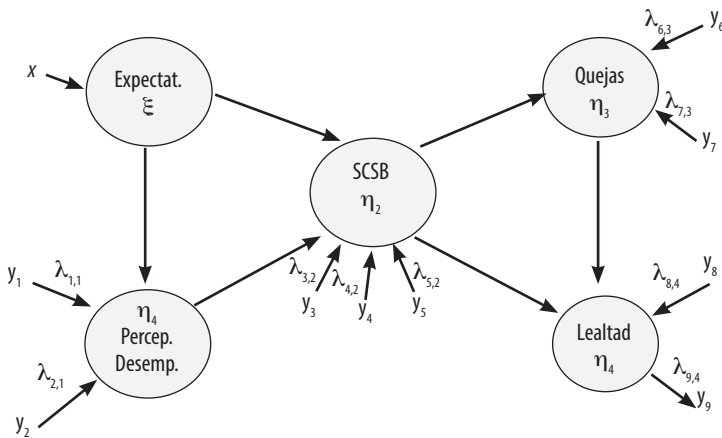 x
Expectat.
ξ
λ6,3
y6
Quejas
η3
λ7,3
y7
SCSB
η2
y1
λ1,1
η4
Percep.
Desemp.
λ2,1
y2
λ3,2
λ4,2
λ5,2
y3
y4
y5
λ8,4
y8
Lealtad
η4
λ9,4
y9